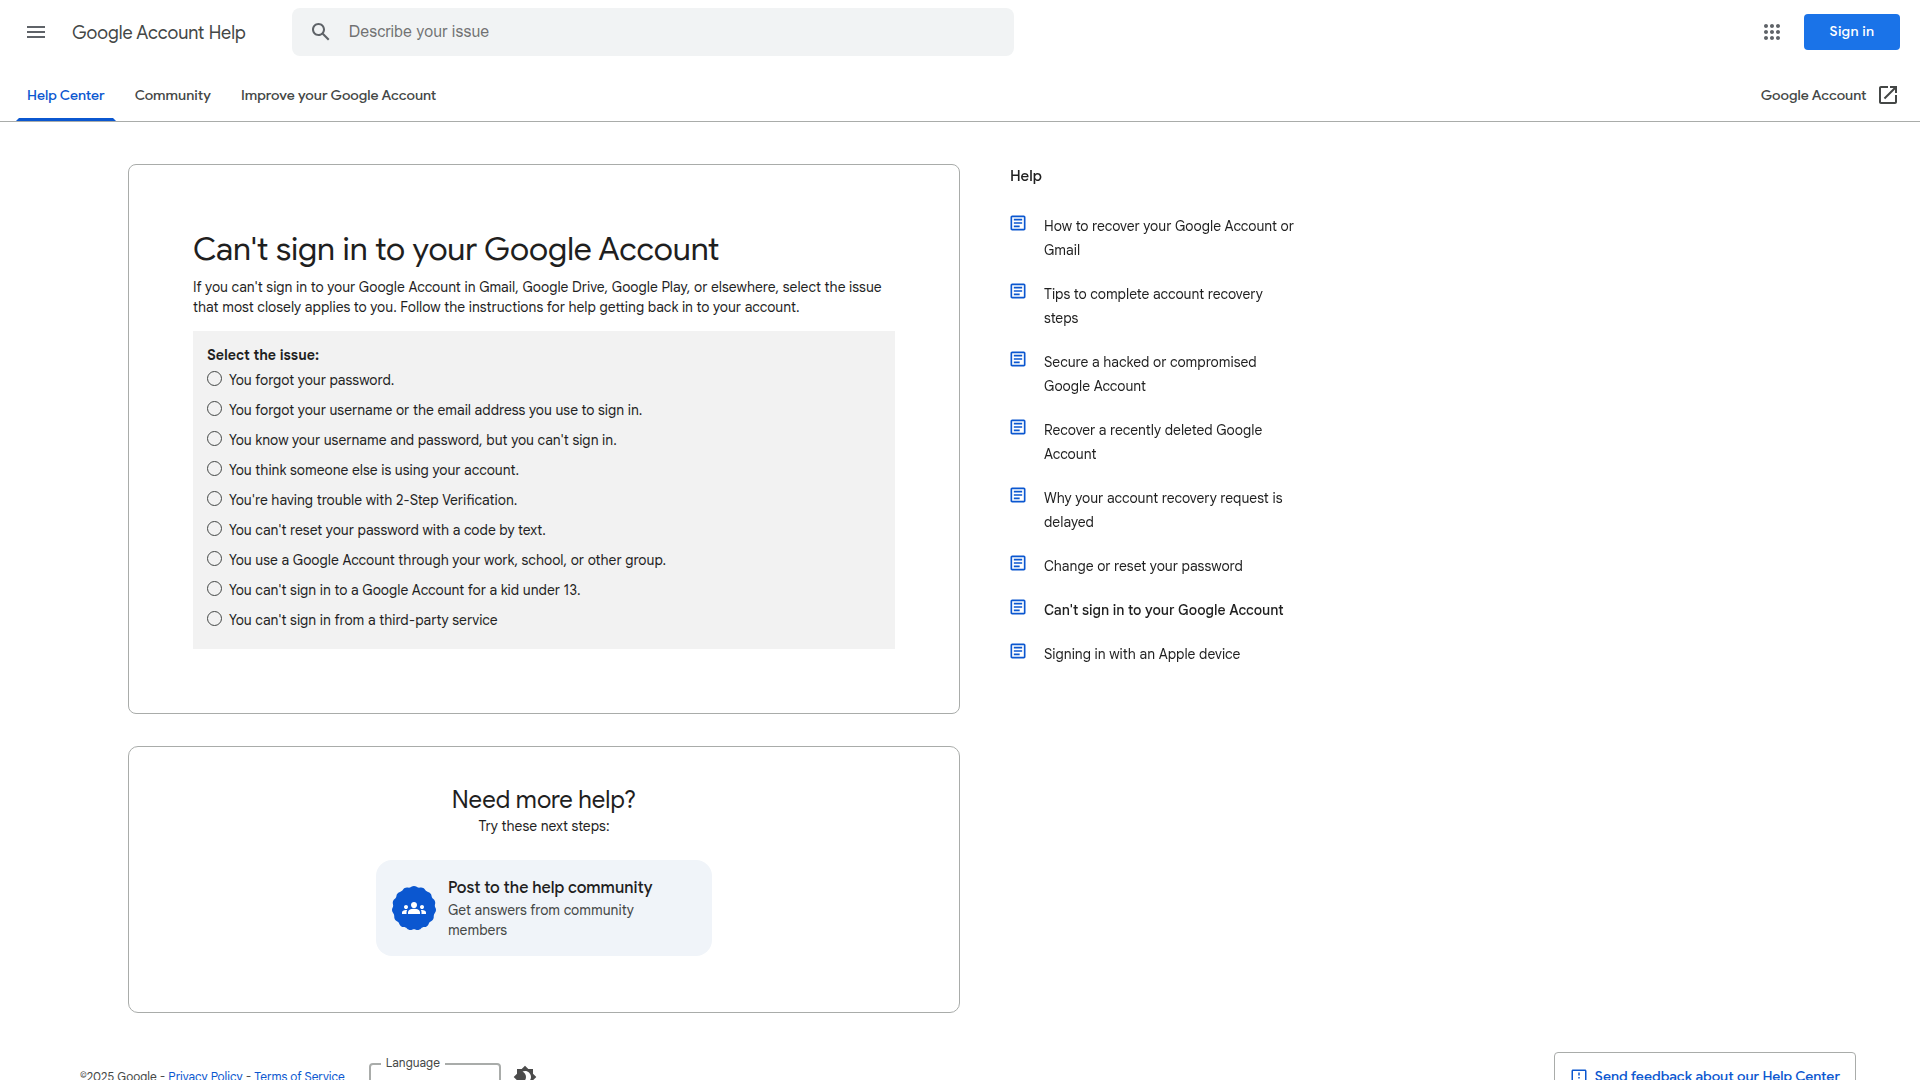 Google Account Help
Describe your issue
Sign in
Help Center
Community
Improve your Google Account
Google Account
Can't sign in to your Google Account
If you can't sign in to your Google Account in Gmail, Google Drive, Google Play, or elsewhere, select the issue
that most closely applies to you. Follow the instructions for help getting back in to your account.
Select the issue:
You forgot your password.
You forgot your username or the email address you use to sign in.
You know your username and password, but you can't sign in.
You think someone else is using your account.
You're having trouble with 2-Step Verification.
You can't reset your password with a code by text.
You use a Google Account through your work, school, or other group.
You can't sign in to a Google Account for a kid under 13.
You can't sign in from a third-party service
Need more help?
Try these next steps:
Post to the help community
Get answers from community
members
Help
How to recover your Google Account or
Gmail
Tips to complete account recovery
steps
Secure a hacked or compromised
Google Account
Recover a recently deleted Google
Account
Why your account recovery request is
delayed
Change or reset your password
Can't sign in to your Google Account
Signing in with an Apple device
©2025 Google - Privacy Policy - Terms of Service
Language
Send feedback about our Help Center